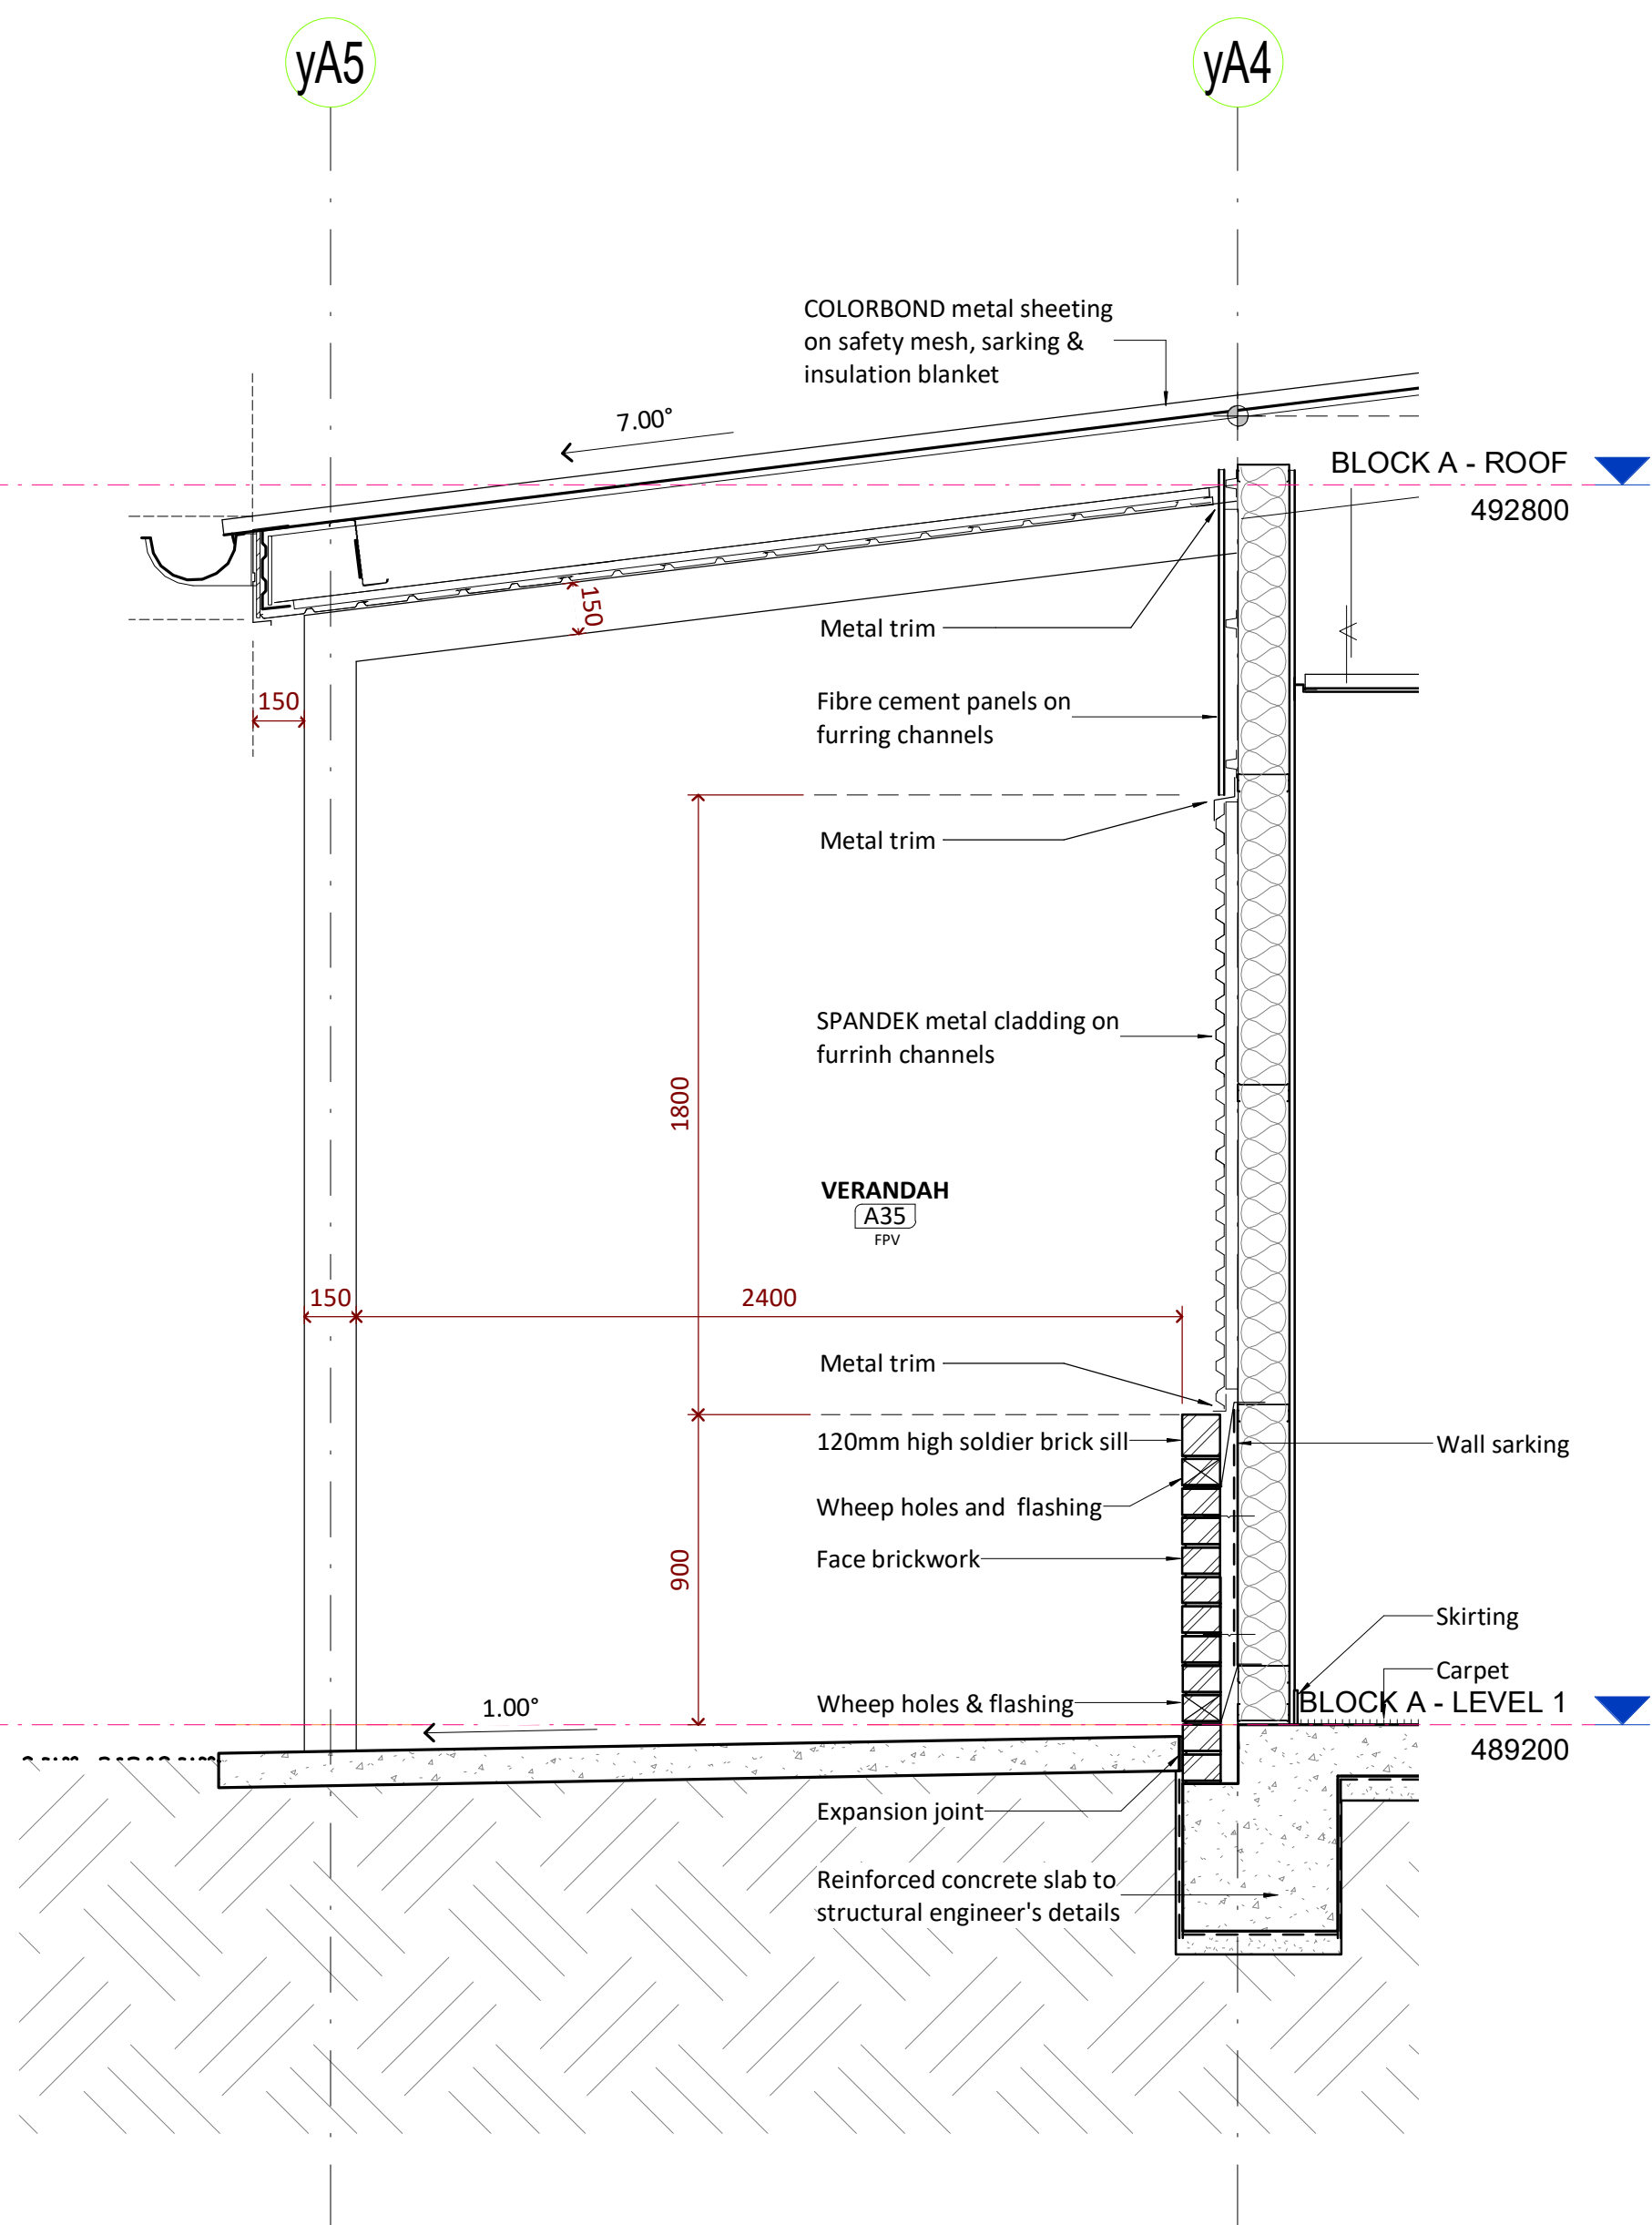 yA5
yA4
COLORBOND metal sheeting
on safety mesh, sarking &
insulation blanket
7.00°
BLOCK A - ROOF
492800
150
Metal trim
150
Fibre cement panels on
furring channels
Metal trim
SPANDEK metal cladding on
furrinh channels
1800
VERANDAH
A35
FPV
150
2400
Metal trim
120mm high soldier brick sill
Wall sarking
Wheep holes and  flashing
Face brickwork
900
Skirting
Carpet
Wheep holes & flashing
BLOCK A - LEVEL 1
1.00°
489200
Expansion joint
Reinforced concrete slab to
structural engineer's details